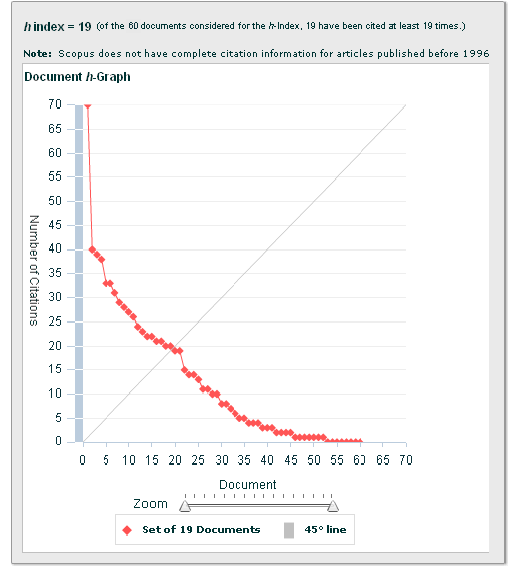 h index = 19 (of the 60 documents considered for the h-Index, 19 have been cited at least 19 times.)
Note: Scopus does not have complete citation information for articles published before 1996
Document h-Graph
Number of Citations
70
65
60
55
50
45
40
35
30
25
20
15
10
5
0
0 5 10 15 20 25 30 35 40 45 50 55 60 65 70
Document
Zoom
Set of 19 Documents 45° line